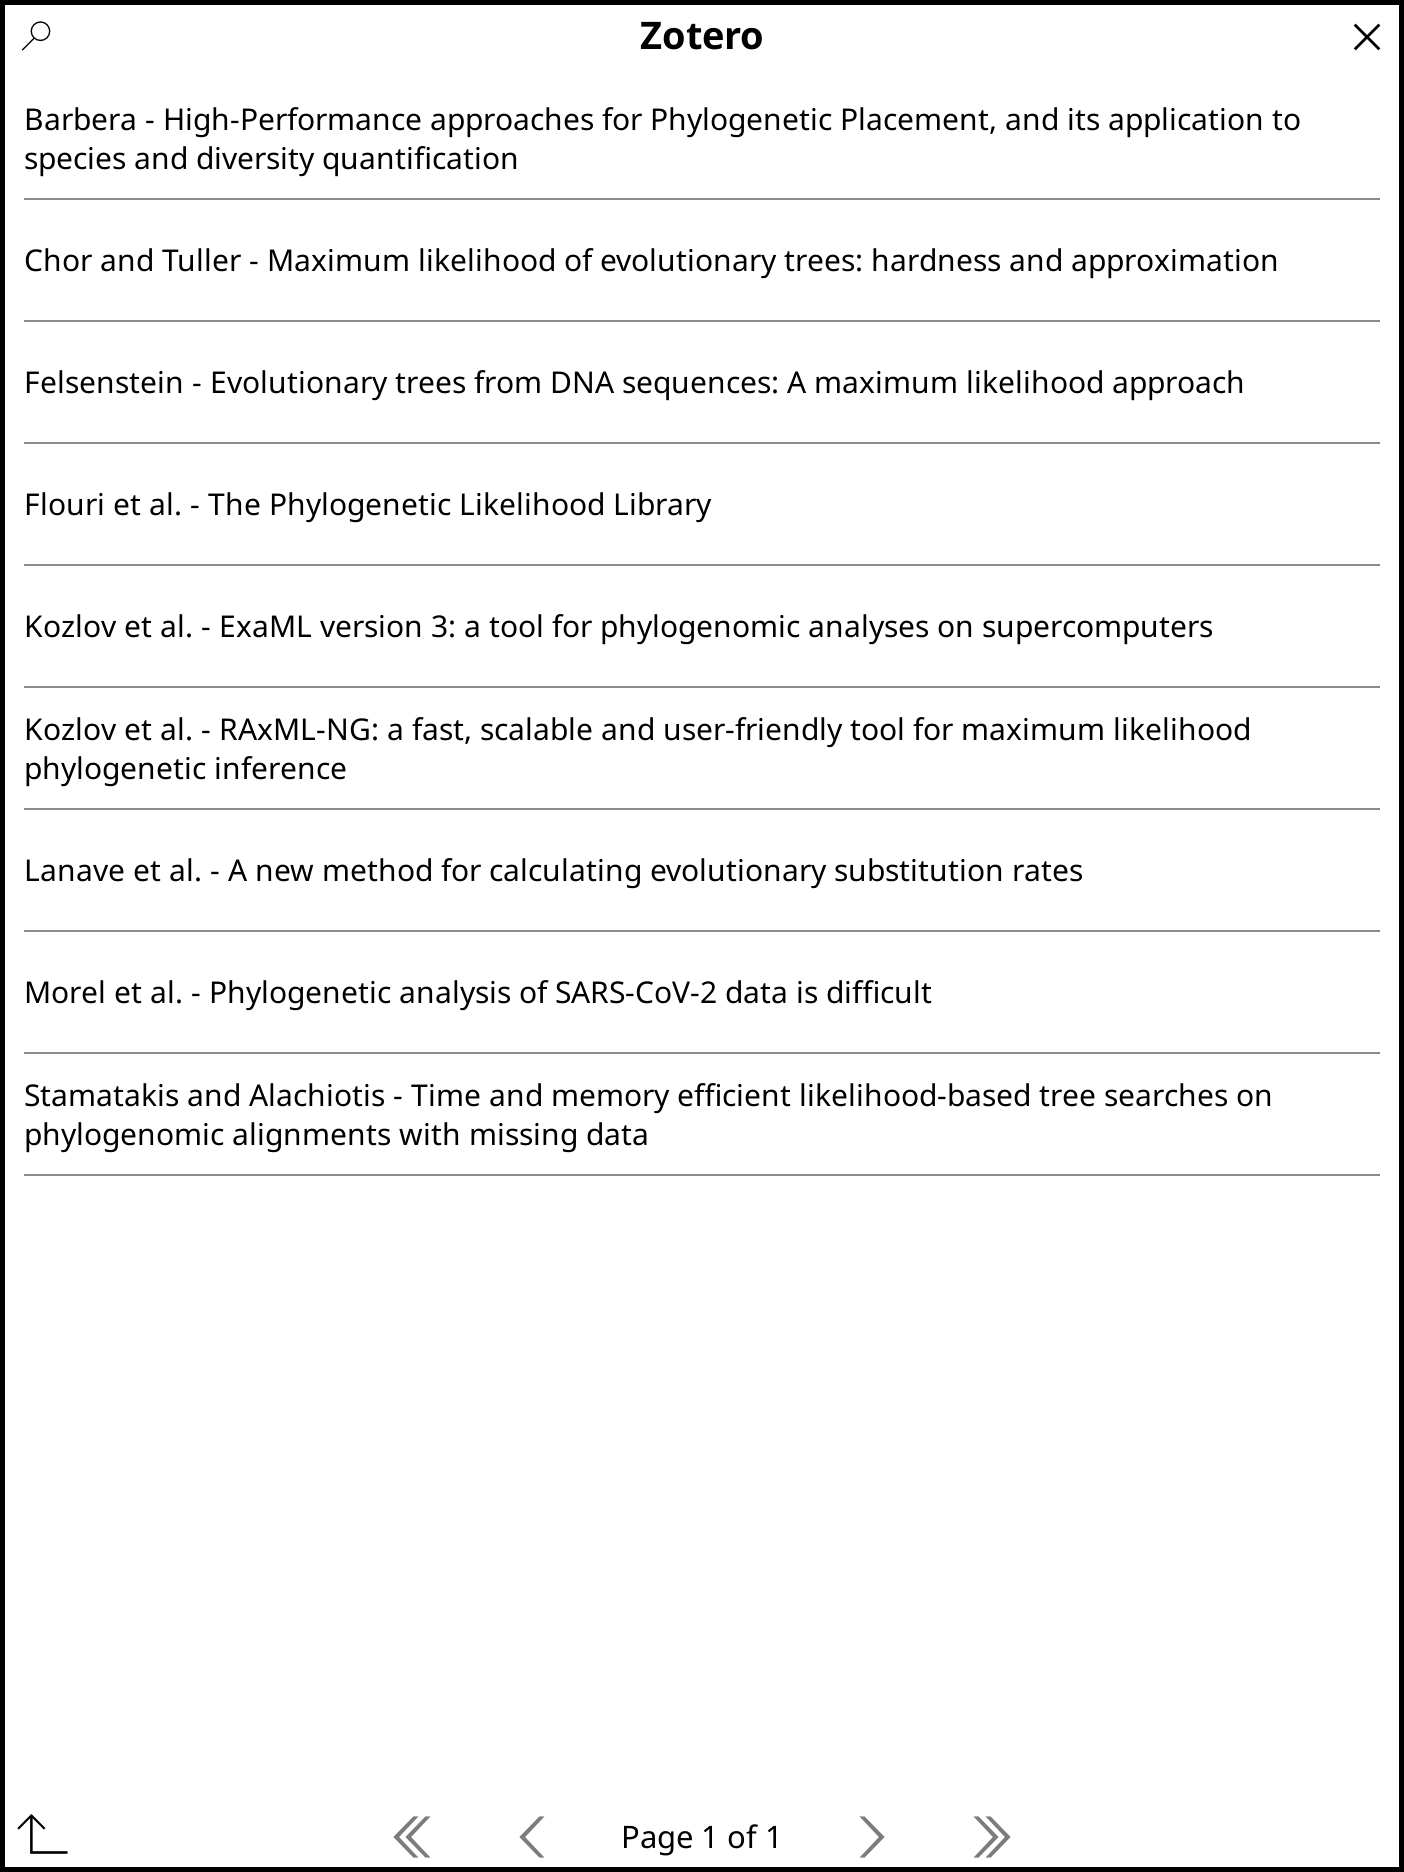 Zotero
Barbera - High-Performance approaches for Phylogenetic Placement, and its application to
species and diversity quantification
Chor and Tuller - Maximum likelihood of evolutionary trees: hardness and approximation
Felsenstein - Evolutionary trees from DNA sequences: A maximum likelihood approach
Flouri et al. - The Phylogenetic Likelihood Library
Kozlov et al. - ExaML version 3: a tool for phylogenomic analyses on supercomputers
Kozlov et al. - RAxML-NG: a fast, scalable and user-friendly tool for maximum likelihood
phylogenetic inference
Lanave et al. - A new method for calculating evolutionary substitution rates
Morel et al. - Phylogenetic analysis of SARS-CoV-2 data is difficult
Stamatakis and Alachiotis - Time and memory efficient likelihood-based tree searches on
phylogenomic alignments with missing data
Page 1 of 1